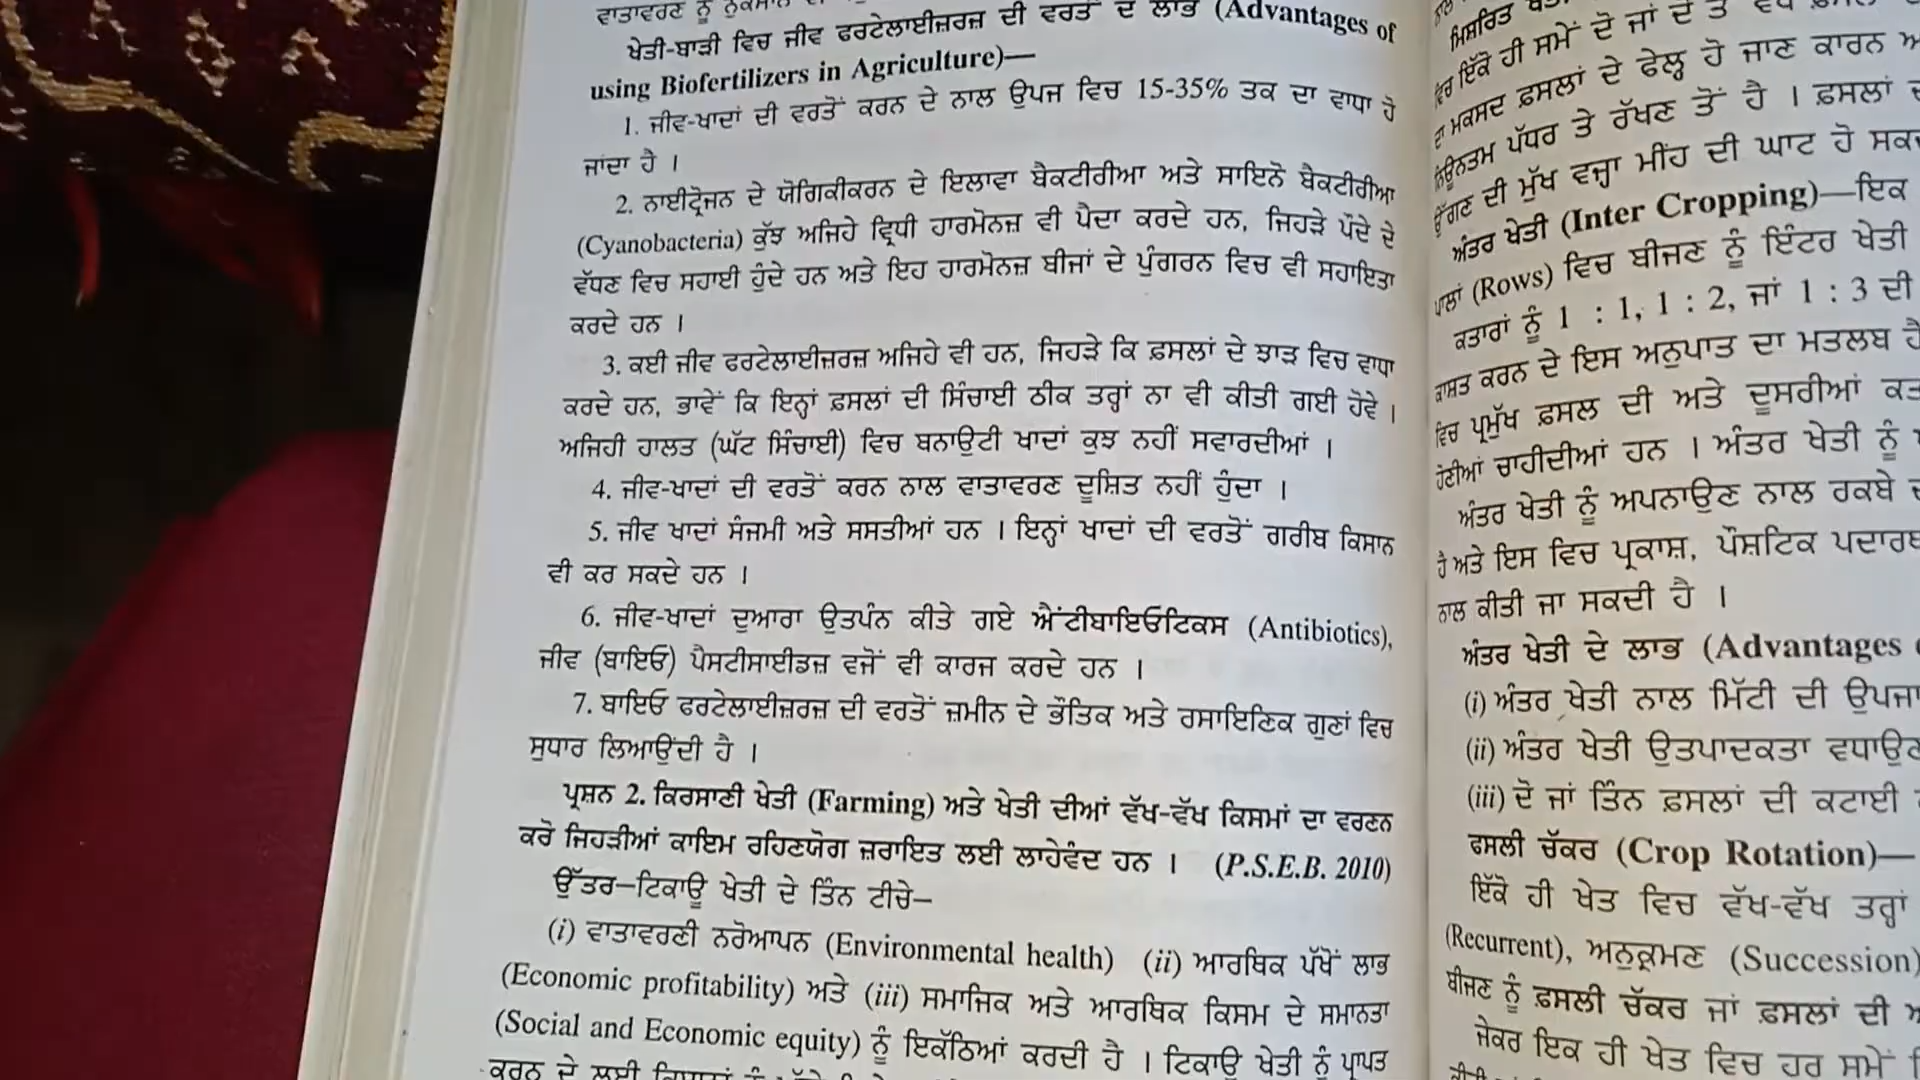 ਵਾਤਾਵਰਣ ਨੂੰ ਨੁਕਸਾਨ
ਖੇਤੀ-ਬਾੜੀ ਵਿਚ ਜੀਵ ਫਰਟੇਲਾਈਜ਼ਰਜ਼ ਦੀ ਵਰਤੋਂ ਦੇ ਲਾਭ (Advantages of
using Biofertilizers in Agriculture)—
1. ਜੀਵ-ਖਾਦਾਂ ਦੀ ਵਰਤੋਂ ਕਰਨ ਦੇ ਨਾਲ ਉਪਜ ਵਿਚ 15-35% ਤਕ ਦਾ ਵਾਧਾ ਹੋ
ਜਾਂਦਾ ਹੈ ।
2. ਨਾਈਟ੍ਰੋਜਨ ਦੇ ਯੋਗਿਕੀਕਰਨ ਦੇ ਇਲਾਵਾ ਬੈਕਟੀਰੀਆ ਅਤੇ ਸਾਇਨੋ ਬੈਕਟੀਰੀਆ
(Cyanobacteria) ਕੁੱਝ ਅਜਿਹੇ ਵ੍ਰਿਧੀ ਹਾਰਮੋਨਜ਼ ਵੀ ਪੈਦਾ ਕਰਦੇ ਹਨ, ਜਿਹੜੇ ਪੌਦੇ ਦੇ
ਵੱਧਣ ਵਿਚ ਸਹਾਈ ਹੁੰਦੇ ਹਨ ਅਤੇ ਇਹ ਹਾਰਮੋਨਜ਼ ਬੀਜਾਂ ਦੇ ਪੁੰਗਰਨ ਵਿਚ ਵੀ ਸਹਾਇਤਾ
ਕਰਦੇ ਹਨ ।
3. ਕਈ ਜੀਵ ਫਰਟੇਲਾਈਜ਼ਰਜ਼ ਅਜਿਹੇ ਵੀ ਹਨ, ਜਿਹੜੇ ਕਿ ਫ਼ਸਲਾਂ ਦੇ ਝਾੜ ਵਿਚ ਵਾਧਾ
ਕਰਦੇ ਹਨ, ਭਾਵੇਂ ਕਿ ਇਨ੍ਹਾਂ ਫ਼ਸਲਾਂ ਦੀ ਸਿੰਚਾਈ ਠੀਕ ਤਰ੍ਹਾਂ ਨਾ ਵੀ ਕੀਤੀ ਗਈ ਹੋਵੇ ।
ਅਜਿਹੀ ਹਾਲਤ (ਘੱਟ ਸਿੰਚਾਈ) ਵਿਚ ਬਨਾਉਟੀ ਖਾਦਾਂ ਕੁਝ ਨਹੀਂ ਸਵਾਰਦੀਆਂ ।
4. ਜੀਵ-ਖਾਦਾਂ ਦੀ ਵਰਤੋਂ ਕਰਨ ਨਾਲ ਵਾਤਾਵਰਣ ਦੂਸ਼ਿਤ ਨਹੀਂ ਹੁੰਦਾ ।
5. ਜੀਵ ਖਾਦਾਂ ਸੰਜਮੀ ਅਤੇ ਸਸਤੀਆਂ ਹਨ । ਇਨ੍ਹਾਂ ਖਾਦਾਂ ਦੀ ਵਰਤੋਂ ਗਰੀਬ ਕਿਸਾਨ
ਵੀ ਕਰ ਸਕਦੇ ਹਨ ।
6. ਜੀਵ-ਖਾਦਾਂ ਦੁਆਰਾ ਉਤਪੰਨ ਕੀਤੇ ਗਏ ਐਂਟੀਬਾਇਓਟਿਕਸ (Antibiotics),
ਜੀਵ (ਬਾਇਓ) ਪੈਸਟੀਸਾਈਡਜ਼ ਵਜੋਂ ਵੀ ਕਾਰਜ ਕਰਦੇ ਹਨ ।
7. ਬਾਇਓ ਫਰਟੇਲਾਈਜ਼ਰਜ਼ ਦੀ ਵਰਤੋਂ ਜ਼ਮੀਨ ਦੇ ਭੌਤਿਕ ਅਤੇ ਰਸਾਇਣਿਕ ਗੁਣਾਂ ਵਿਚ
ਸੁਧਾਰ ਲਿਆਉਂਦੀ ਹੈ ।
ਪ੍ਰਸ਼ਨ 2. ਕਿਰਸਾਣੀ ਖੇਤੀ (Farming) ਅਤੇ ਖੇਤੀ ਦੀਆਂ ਵੱਖ-ਵੱਖ ਕਿਸਮਾਂ ਦਾ ਵਰਣਨ
ਕਰੋ ਜਿਹੜੀਆਂ ਕਾਇਮ ਰਹਿਣਯੋਗ ਜ਼ਰਾਇਤ ਲਈ ਲਾਹੇਵੰਦ ਹਨ । (P.S.E.B. 2010)
ਉੱਤਰ—ਟਿਕਾਊ ਖੇਤੀ ਦੇ ਤਿੰਨ ਟੀਚੇ—
(i) ਵਾਤਾਵਰਣੀ ਨਰੋਆਪਨ (Environmental health) (ii) ਆਰਥਿਕ ਪੱਖੋਂ ਲਾਭ
(Economic profitability) ਅਤੇ (iii) ਸਮਾਜਿਕ ਅਤੇ ਆਰਥਿਕ ਕਿਸਮ ਦੇ ਸਮਾਨਤਾ
(Social and Economic equity) ਨੂੰ ਇਕੱਠਿਆਂ ਕਰਦੀ ਹੈ । ਟਿਕਾਊ ਖੇਤੀ ਨੂੰ ਪ੍ਰਾਪਤ
ਕਰਨ ਦੇ ਲਈ
ਮਿਸ਼ਰਿਤ
ਵਿਚ ਇੱਕੋ ਹੀ ਸਮੇਂ ਦੋ ਜਾਂ ਦੋ ਤੋਂ ਵੱਧ
ਦਾ ਮਕਸਦ ਫ਼ਸਲਾਂ ਦੇ ਫੇਲ੍ਹ ਹੋ ਜਾਣ ਕਾਰਨ
ਨਿਊਨਤਮ ਪੱਧਰ ਤੇ ਰੱਖਣ ਤੋਂ ਹੈ । ਫ਼ਸਲਾਂ
ਉੱਗਣ ਦੀ ਮੁੱਖ ਵਜ੍ਹਾ ਮੀਂਹ ਦੀ ਘਾਟ ਹੋ
ਅੰਤਰ ਖੇਤੀ (Inter Cropping)—ਇਕ
ਪਾਲਾਂ (Rows) ਵਿਚ ਬੀਜਣ ਨੂੰ ਇੰਟਰ ਖੇਤੀ
ਕਤਾਰਾਂ ਨੂੰ 1 : 1, 1 : 2, ਜਾਂ 1 : 3 ਦੀ
ਕਾਸ਼ਤ ਕਰਨ ਦੇ ਇਸ ਅਨੁਪਾਤ ਦਾ ਮਤਲਬ ਹੈ
ਵਿਚ ਪ੍ਰਮੁੱਖ ਫ਼ਸਲ ਦੀ ਅਤੇ ਦੂਸਰੀਆਂ
ਹੋਣੀਆਂ ਚਾਹੀਦੀਆਂ ਹਨ । ਅੰਤਰ ਖੇਤੀ ਨੂੰ
ਅੰਤਰ ਖੇਤੀ ਨੂੰ ਅਪਨਾਉਣ ਨਾਲ ਰਕਬੇ
ਹੈ ਅਤੇ ਇਸ ਵਿਚ ਪ੍ਰਕਾਸ਼, ਪੌਸ਼ਟਿਕ
ਨਾਲ ਕੀਤੀ ਜਾ ਸਕਦੀ ਹੈ ।
ਅੰਤਰ ਖੇਤੀ ਦੇ ਲਾਭ (Advantages
(i) ਅੰਤਰ ਖੇਤੀ ਨਾਲ ਮਿੱਟੀ ਦੀ
(ii) ਅੰਤਰ ਖੇਤੀ ਉਤਪਾਦਕਤਾ
(iii) ਦੋ ਜਾਂ ਤਿੰਨ ਫ਼ਸਲਾਂ ਦੀ ਕਟਾਈ
ਫਸਲੀ ਚੱਕਰ (Crop Rotation)—
ਇੱਕੋ ਹੀ ਖੇਤ ਵਿਚ ਵੱਖ-ਵੱਖ ਤਰ੍ਹਾਂ
(Recurrent), ਅਨੁਕ੍ਰਮਣ (Succession)
ਬੀਜਣ ਨੂੰ ਫ਼ਸਲੀ ਚੱਕਰ ਜਾਂ ਫ਼ਸਲਾਂ ਦੀ
ਜੇਕਰ ਇਕ ਹੀ ਖੇਤ ਵਿਚ ਹਰ ਸਮੇਂ